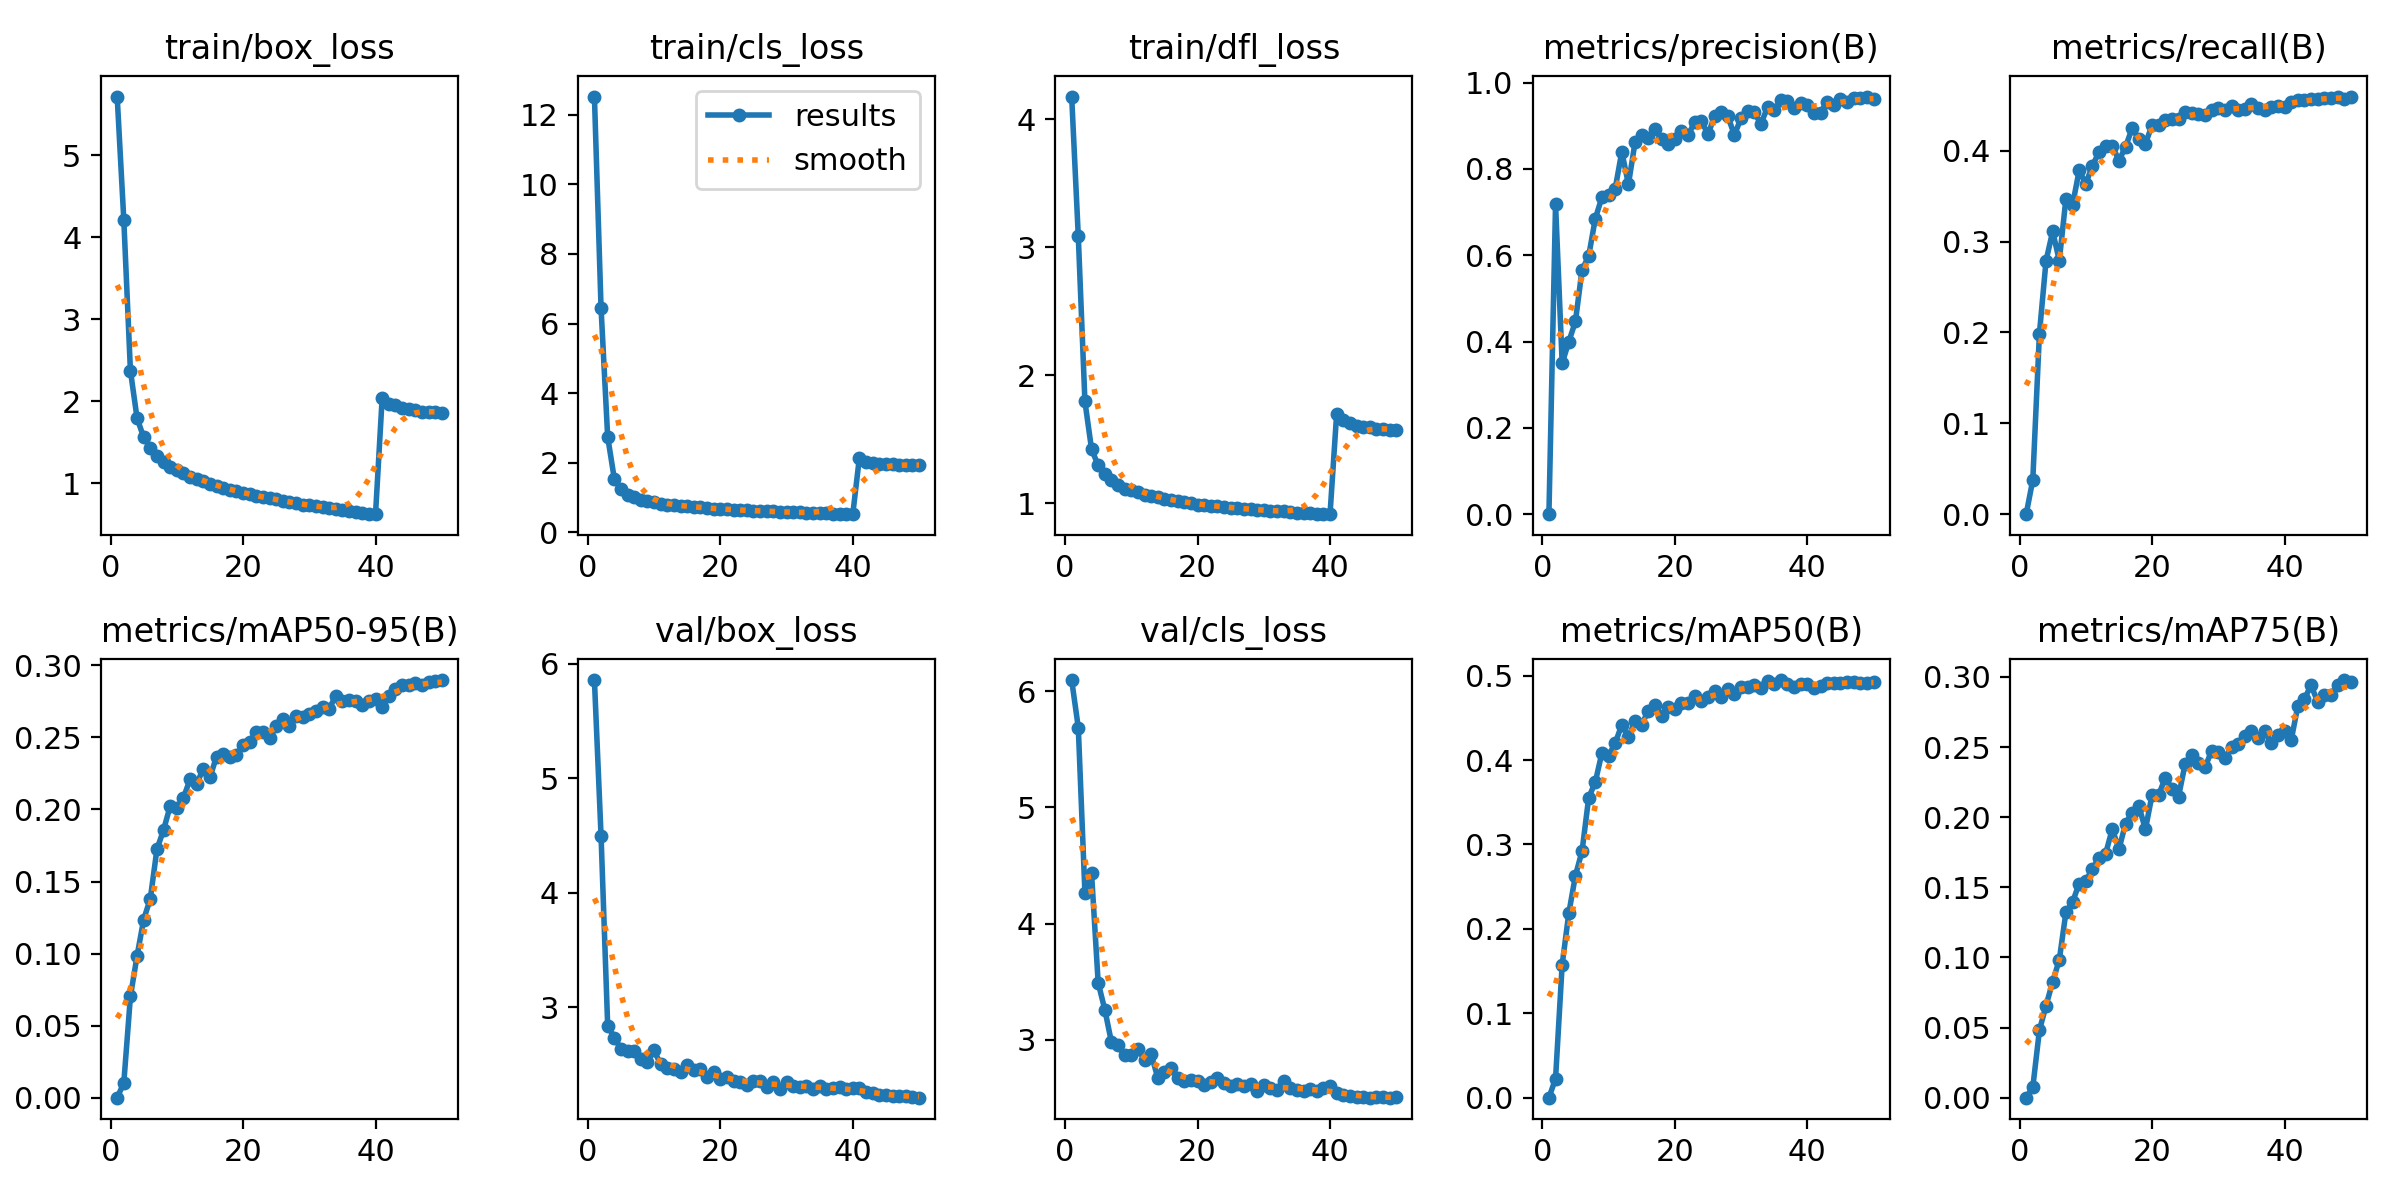 train/box_loss
5
4
3
2
1
0 20 40
train/cls_loss
results
smooth
12
10
8
6
4
2
0
0 20 40
train/dfl_loss
4
3
2
1
0 20 40
metrics/precision(B)
1.0
0.8
0.6
0.4
0.2
0.0
0 20 40
metrics/recall(B)
0.4
0.3
0.2
0.1
0.0
0 20 40
metrics/mAP50-95(B)
0.30
0.25
0.20
0.15
0.10
0.05
0.00
0 20 40
val/box_loss
6
5
4
3
0 20 40
val/cls_loss
6
5
4
3
0 20 40
metrics/mAP50(B)
0.5
0.4
0.3
0.2
0.1
0.0
0 20 40
metrics/mAP75(B)
0.30
0.25
0.20
0.15
0.10
0.05
0.00
0 20 40